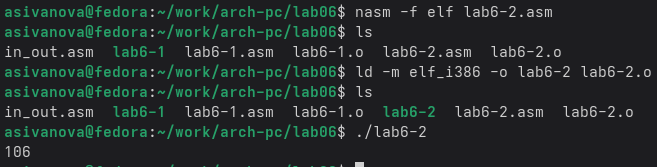 asivanova@fedora:~/work/arch-pc/lab06$ nasm -f elf lab6-2.asm
asivanova@fedora:~/work/arch-pc/lab06$ ls
in_out.asm  lab6-1  lab6-1.asm  lab6-1.o  lab6-2.asm  lab6-2.o
asivanova@fedora:~/work/arch-pc/lab06$ ld -m elf_i386 -o lab6-2 lab6-2.o
asivanova@fedora:~/work/arch-pc/lab06$ ls
in_out.asm  lab6-1  lab6-1.asm  lab6-1.o  lab6-2  lab6-2.asm  lab6-2.o
asivanova@fedora:~/work/arch-pc/lab06$ ./lab6-2
106